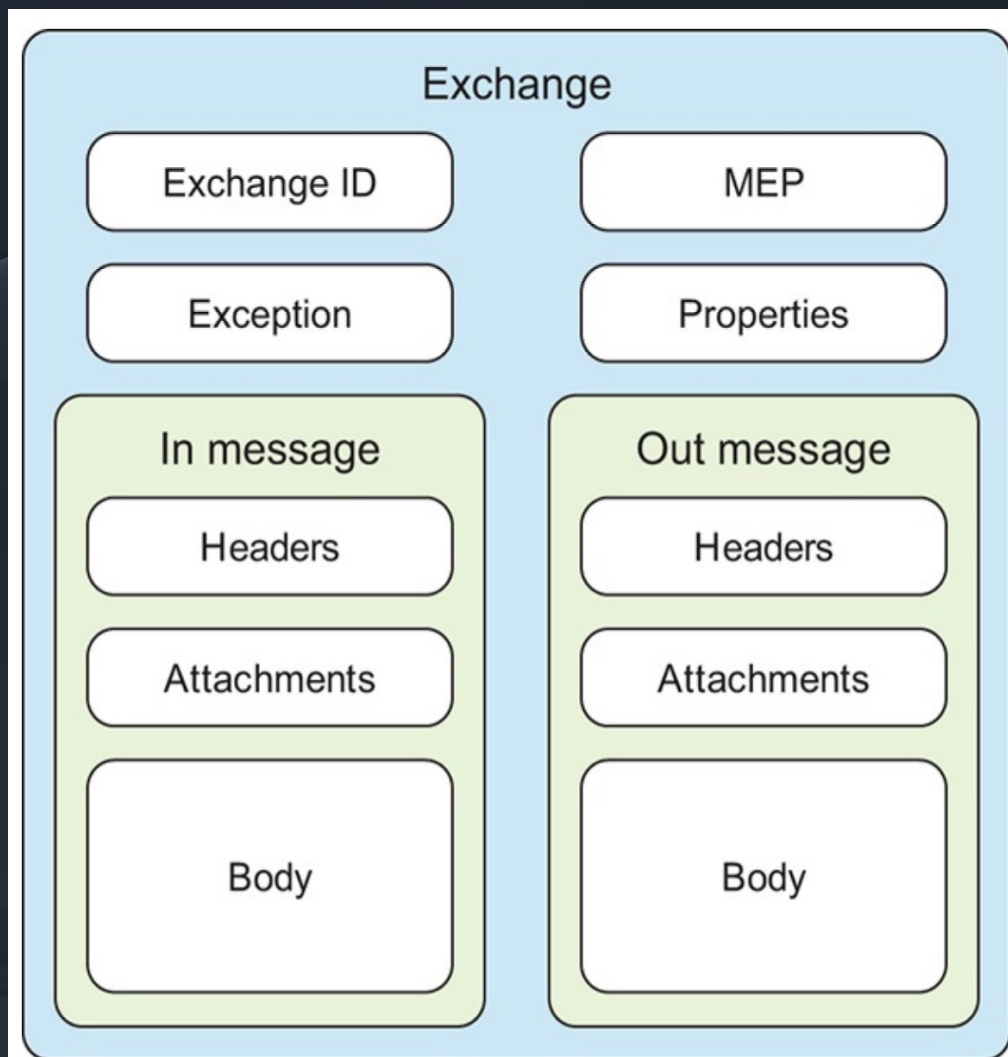 Exchange
Exchange ID
MEP
Exception
Properties
In message
Headers
Attachments
Body
Out message
Headers
Attachments
Body